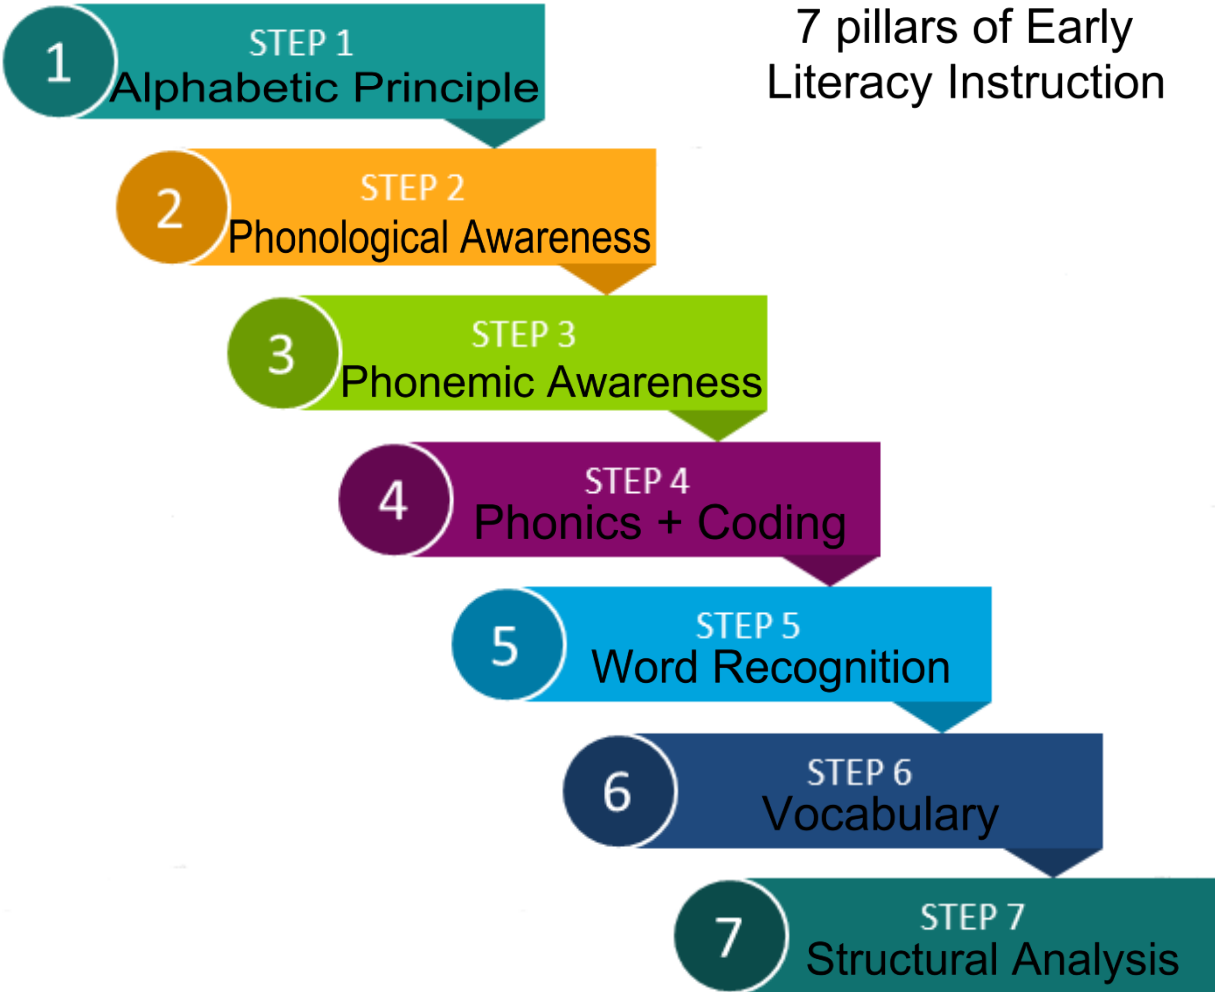 7 pillars of Early
Literacy Instruction
1
STEP 1
Alphabetic Principle
2
STEP 2
Phonological Awareness
3
STEP 3
Phonemic Awareness
4
STEP 4
Phonics + Coding
5
STEP 5
Word Recognition
6
STEP 6
Vocabulary
7
STEP 7
Structural Analysis